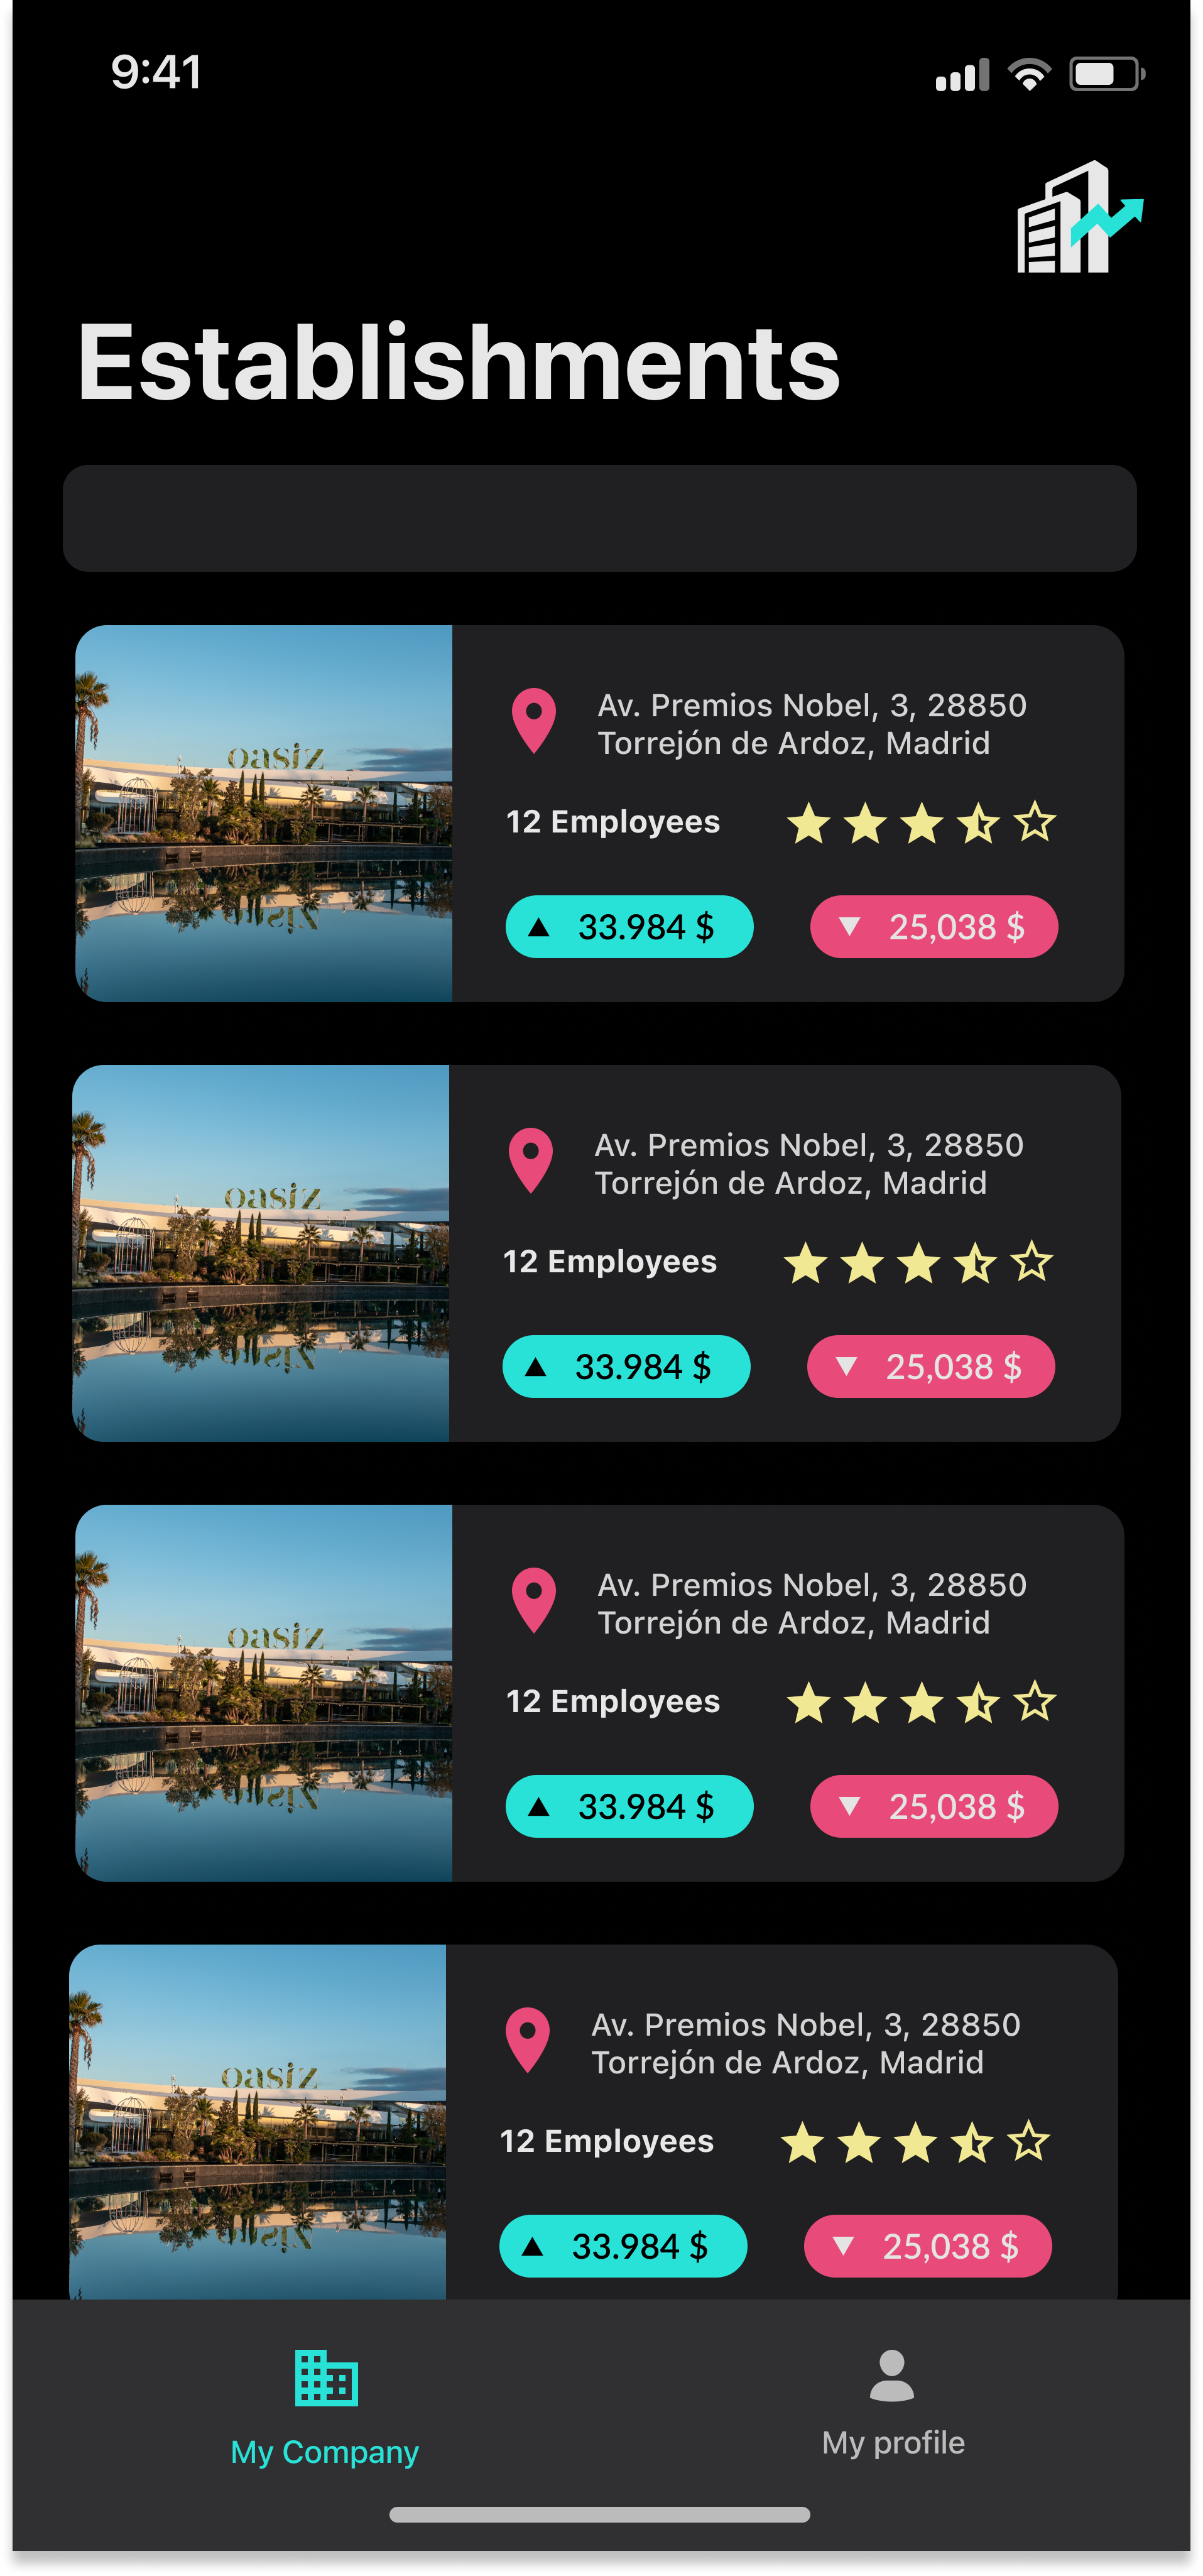 9:41
Establishments
oasiz
Av. Premios Nobel, 3, 28850
Torrejón de Ardoz, Madrid
12 Employees
33.984 $
25,038 $
oasiz
Av. Premios Nobel, 3, 28850
Torrejón de Ardoz, Madrid
12 Employees
33.984 $
25,038 $
oasiz
Av. Premios Nobel, 3, 28850
Torrejón de Ardoz, Madrid
12 Employees
33.984 $
25,038 $
oasiz
Av. Premios Nobel, 3, 28850
Torrejón de Ardoz, Madrid
12 Employees
33.984 $
25,038 $
My Company
My profile